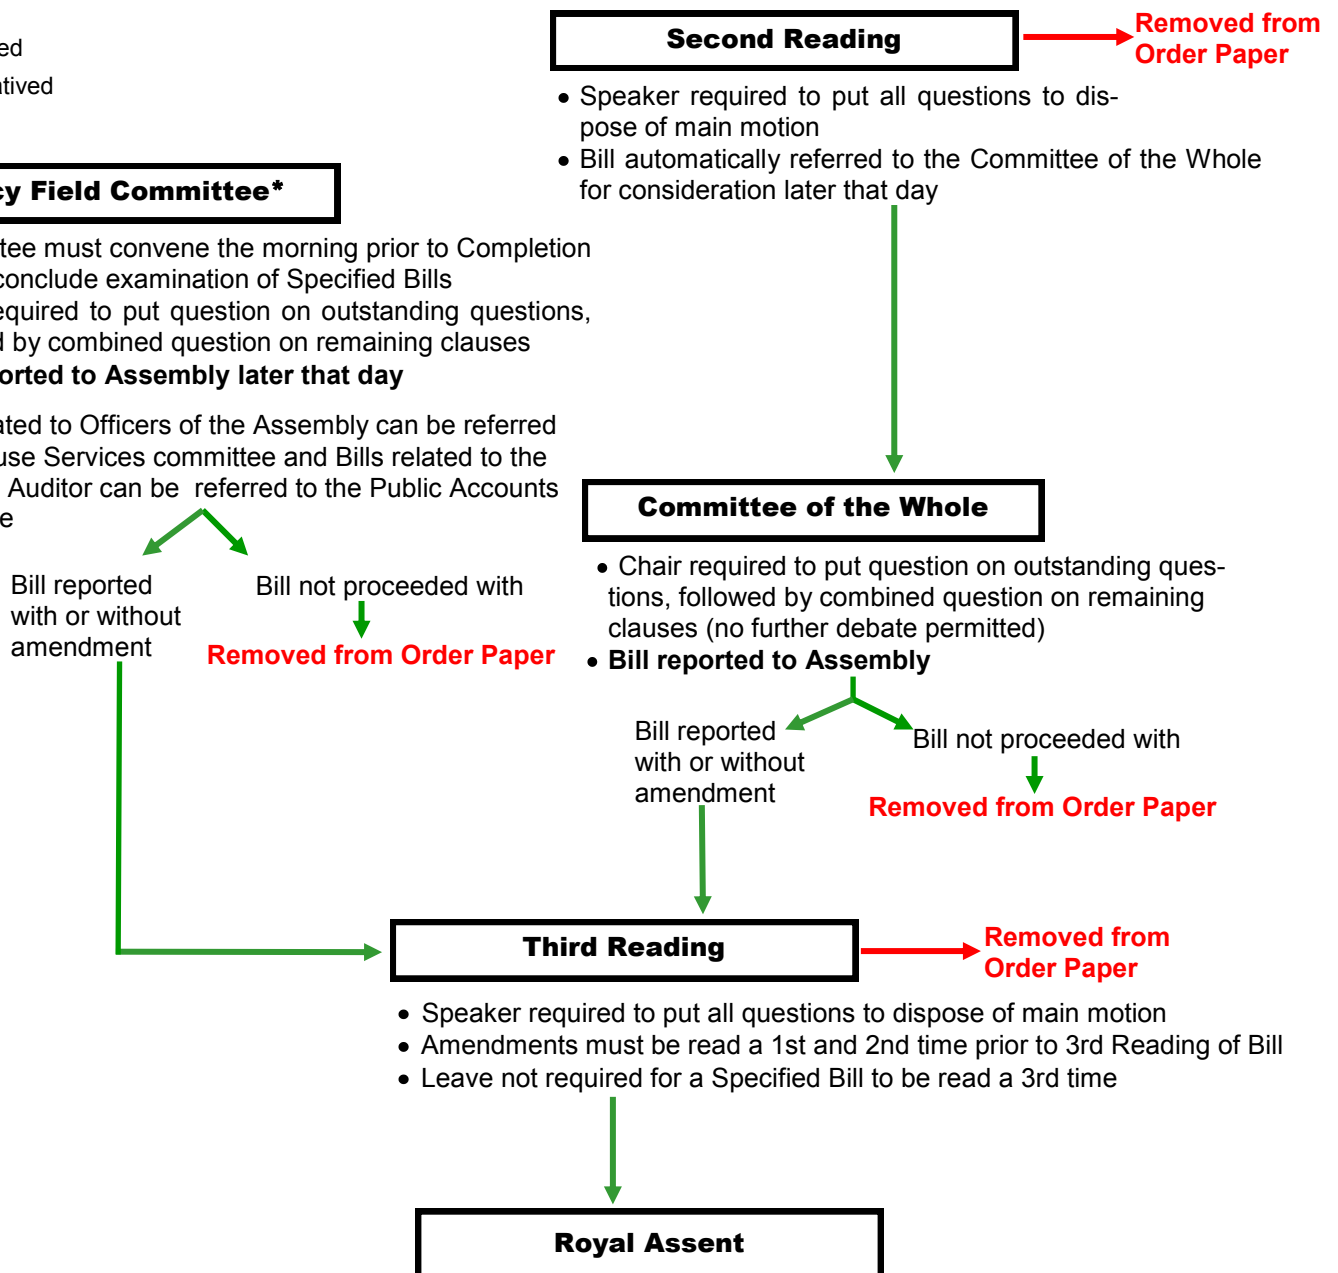 ed
atived
Second Reading
Removed from
Order Paper
• Speaker required to put all questions to dis-
pose of main motion
• Bill automatically referred to the Committee of the Whole
for consideration later that day
cy Field Committee*
ttee must convene the morning prior to Completion
conclude examination of Specified Bills
equired to put question on outstanding questions,
d by combined question on remaining clauses
orted to Assembly later that day
ated to Officers of the Assembly can be referred
use Services committee and Bills related to the
Auditor can be referred to the Public Accounts
e
Bill reported
with or without
amendment
Bill not proceeded with
Removed from Order Paper
Committee of the Whole
• Chair required to put question on outstanding ques-
tions, followed by combined question on remaining
clauses (no further debate permitted)
• Bill reported to Assembly
Bill reported
with or without
amendment
Bill not proceeded with
Removed from Order Paper
Third Reading
Removed from
Order Paper
• Speaker required to put all questions to dispose of main motion
• Amendments must be read a 1st and 2nd time prior to 3rd Reading of Bill
• Leave not required for a Specified Bill to be read a 3rd time
Royal Assent